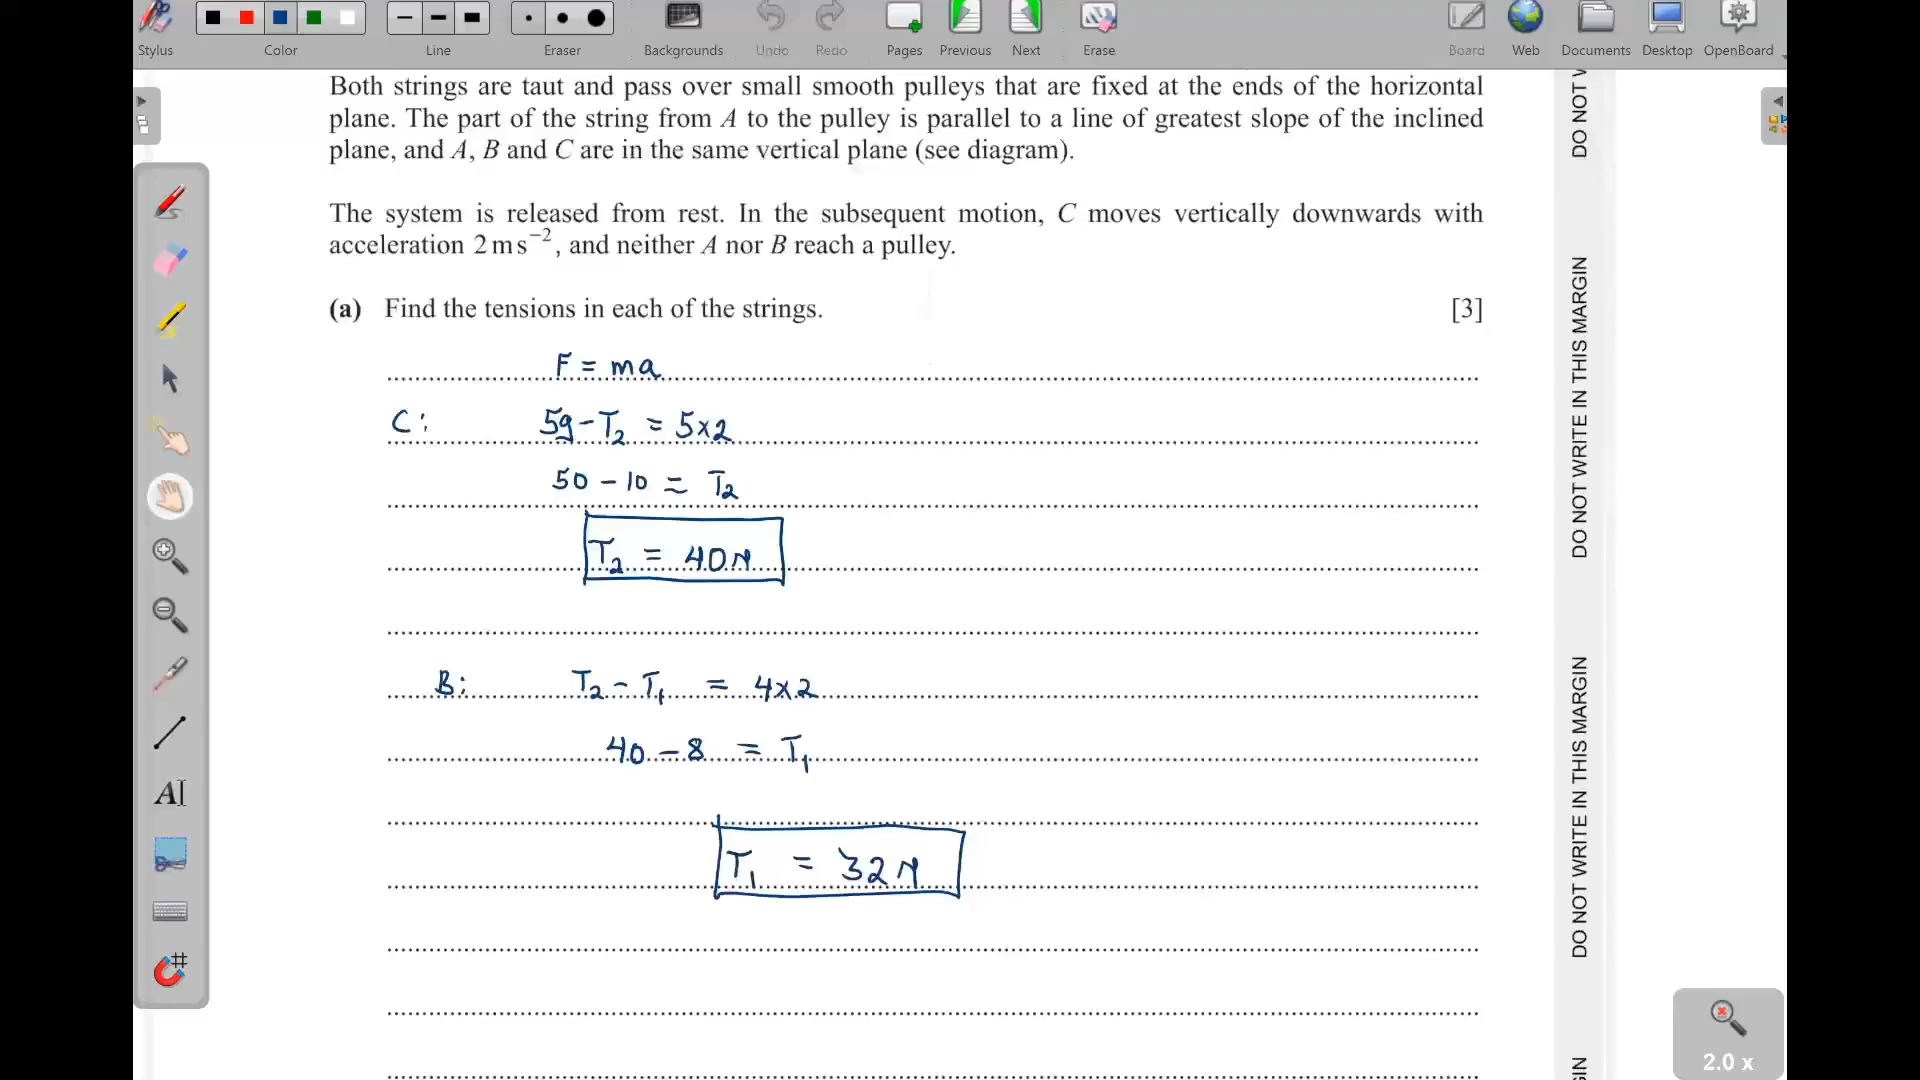 Stylus Color Line Eraser Backgrounds Undo Redo Pages Previous Next Erase Board Web Documents Desktop OpenBoard
Both strings are taut and pass over small smooth pulleys that are fixed at the ends of the horizontal
plane. The part of the string from A to the pulley is parallel to a line of greatest slope of the inclined
plane, and A, B and C are in the same vertical plane (see diagram).
The system is released from rest. In the subsequent motion, C moves vertically downwards with
acceleration 2 m s⁻², and neither A nor B reach a pulley.
(a) Find the tensions in each of the strings. [3]
F = ma
C: 5g - T₂ = 5×2
50 - 10 = T₂
T₂ = 40N
B: T₂ - T₁ = 4×2
40 - 8 = T₁
T₁ = 32N
DO NOT WRITE IN THIS MARGIN
DO NOT WRITE IN THIS MARGIN
AI
2.0 x